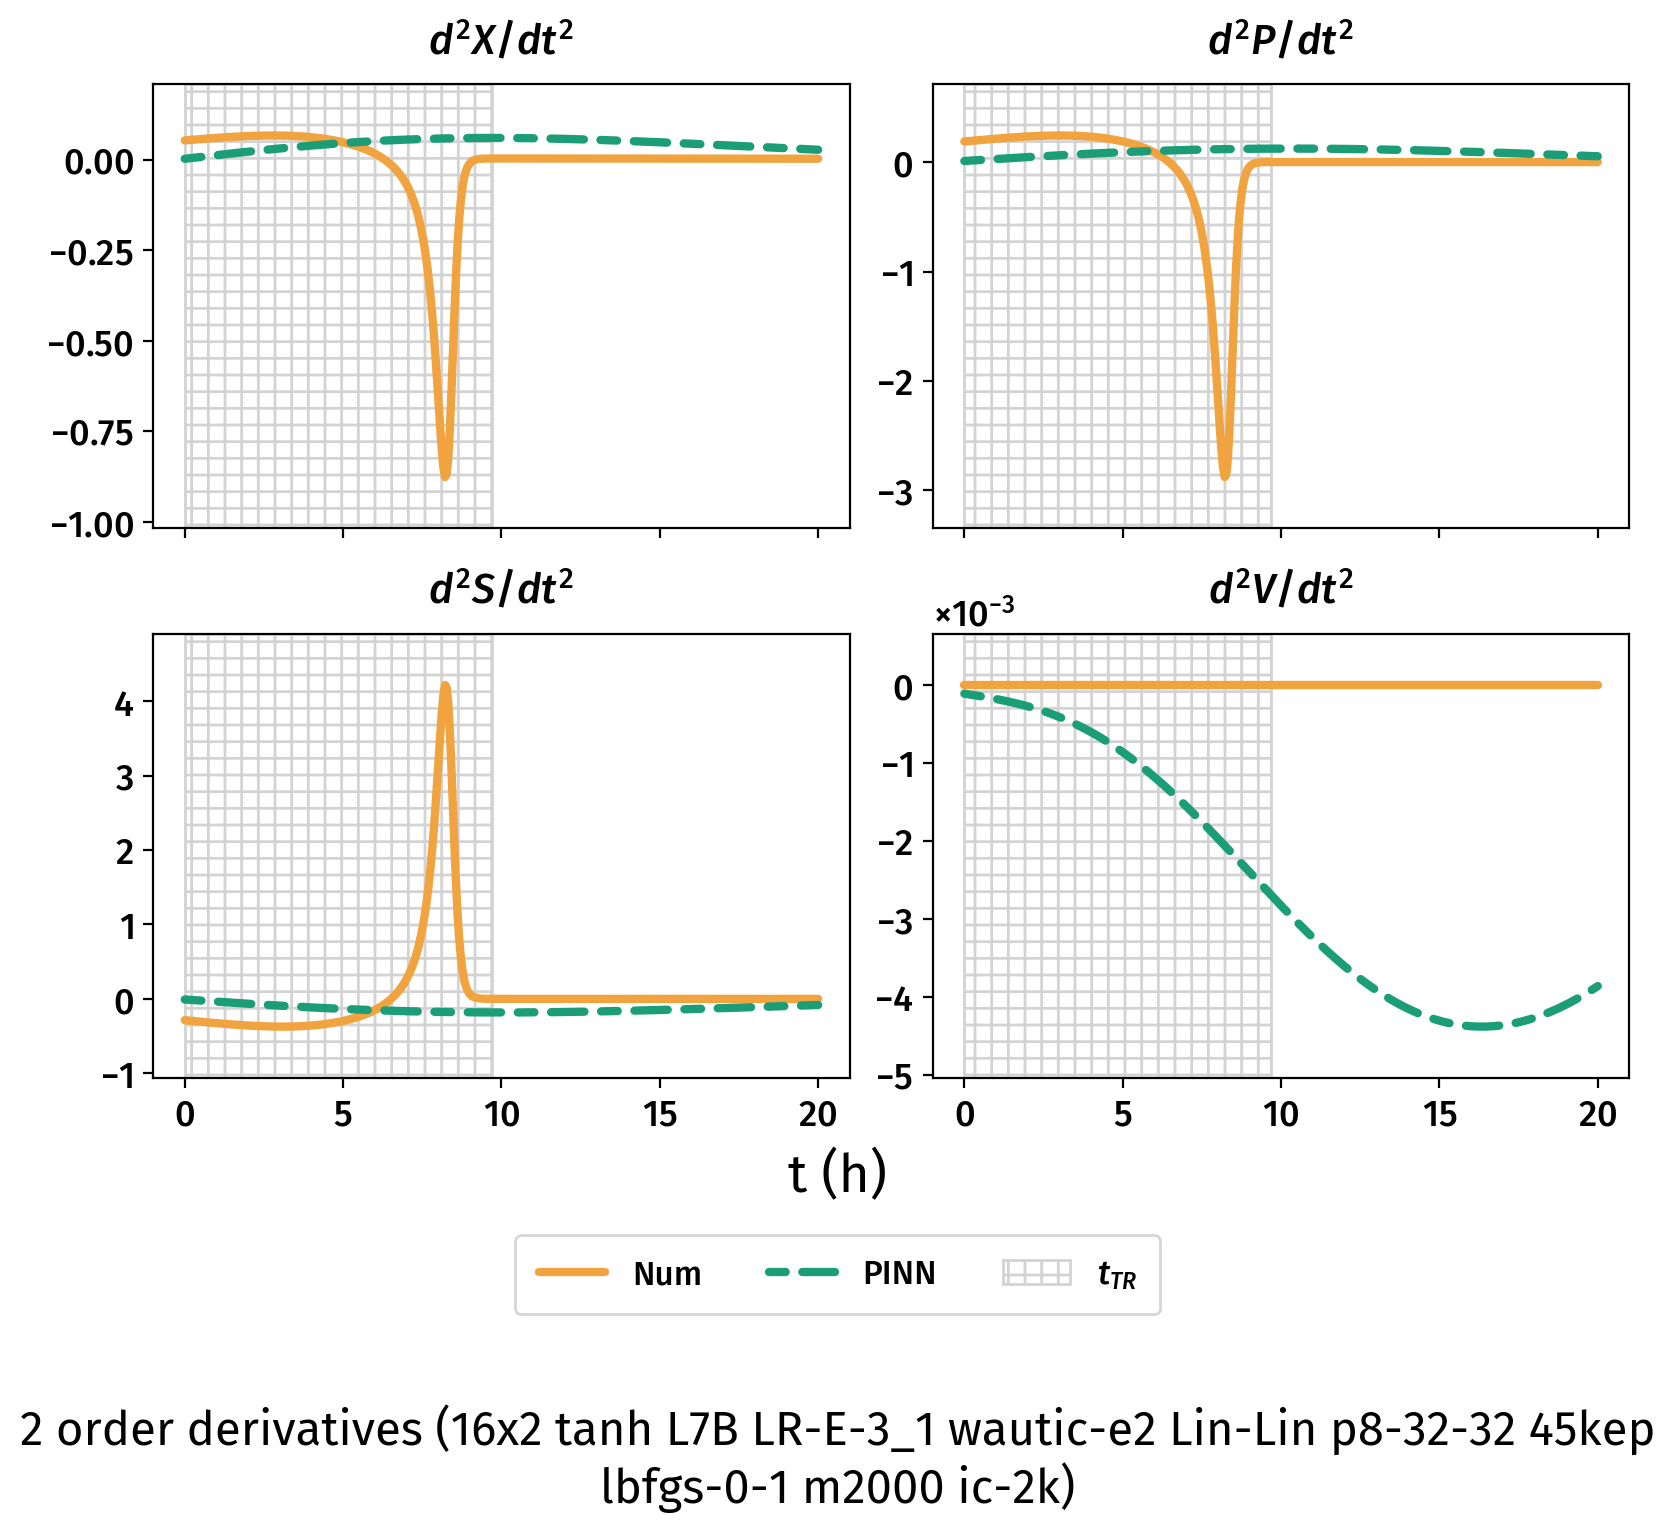 d²X/dt²
d²P/dt²
0.00
−0.25
−0.50
−0.75
−1.00
0
−1
−2
−3
d²S/dt²
d²V/dt²
×10⁻³
4
3
2
1
0
−1
0
−1
−2
−3
−4
−5
0 5 10 15 20
0 5 10 15 20
t (h)
Num PINN t_TR
2 order derivatives (16x2 tanh L7B LR-E-3_1 wautic-e2 Lin-Lin p8-32-32 45kep
lbfgs-0-1 m2000 ic-2k)